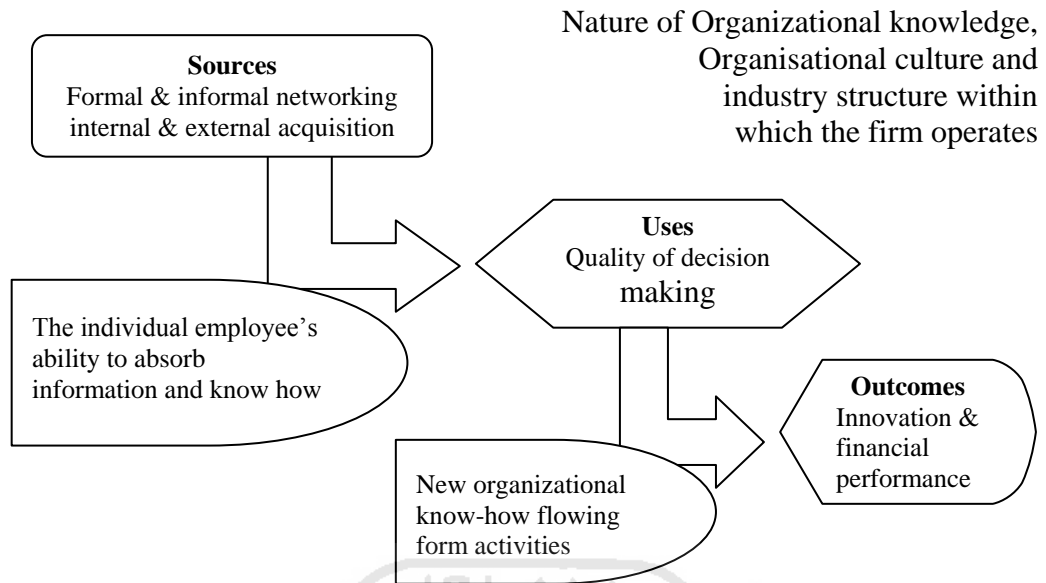 Nature of Organizational knowledge,
Organisational culture and
industry structure within
which the firm operates
Sources
Formal & informal networking
internal & external acquisition
Uses
Quality of decision
making
The individual employee's
ability to absorb
information and know how
Outcomes
Innovation &
financial
performance
New organizational
know-how flowing
form activities